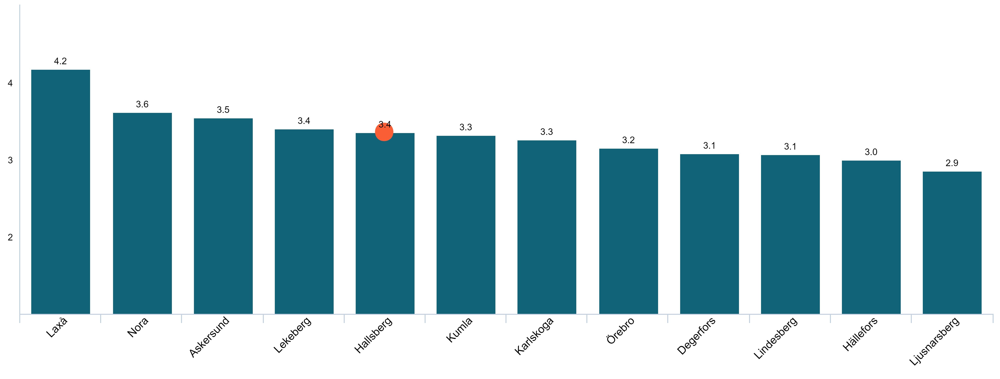 4.2
3.6
3.5
3.4
3.4
3.3
3.3
3.2
3.1
3.1
3.0
2.9
4
3
2
Laxå
Nora
Askersund
Lekeberg
Hallsberg
Kumla
Karlskoga
Örebro
Degerfors
Lindesberg
Hällefors
Ljusnarsberg